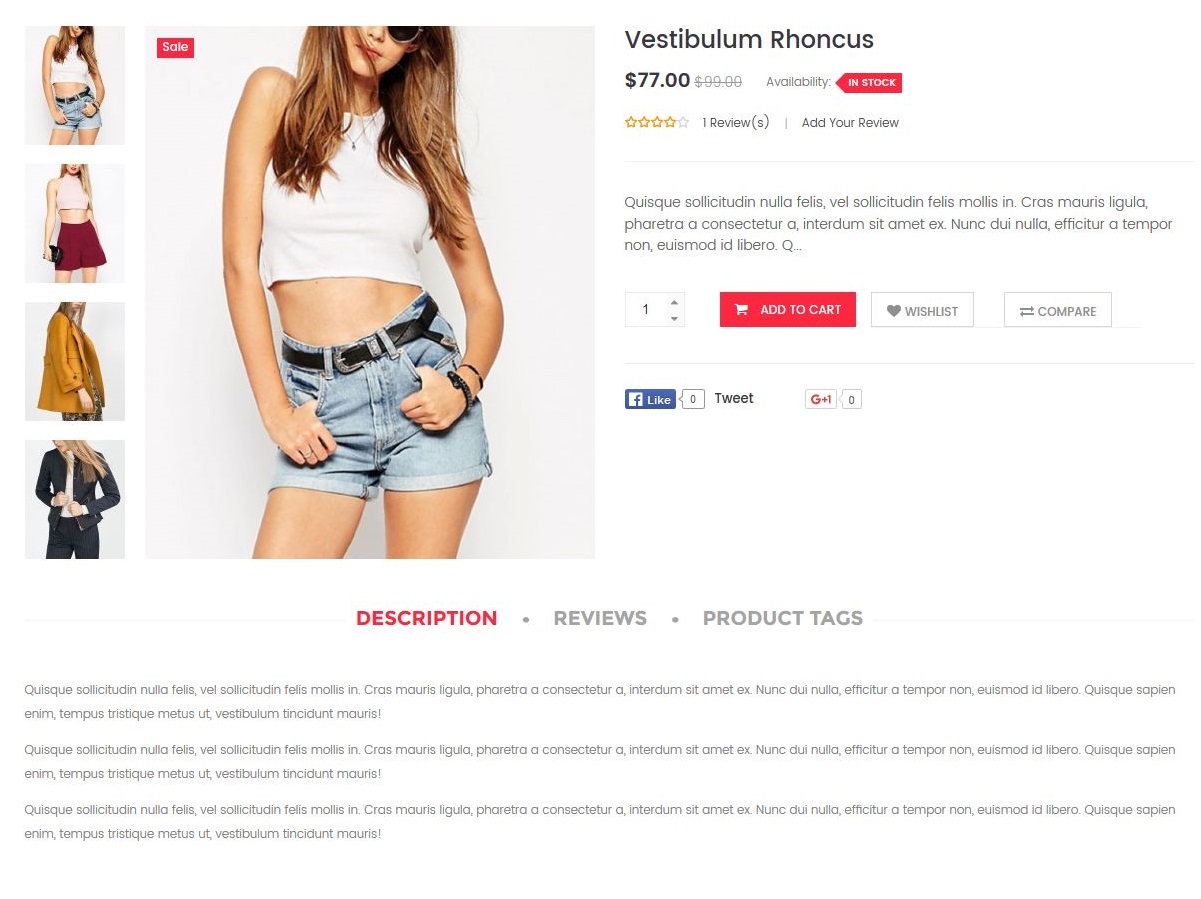 Sale
Vestibulum Rhoncus
$77.00 $99.00 Availability: IN STOCK
1 Review(s) | Add Your Review
Quisque sollicitudin nulla felis, vel sollicitudin felis mollis in. Cras mauris ligula,
pharetra a consectetur a, interdum sit amet ex. Nunc dui nulla, efficitur a tempor
non, euismod id libero. Q...
1 ADD TO CART WISHLIST COMPARE
Like 0 Tweet G+1 0
DESCRIPTION • REVIEWS • PRODUCT TAGS
Quisque sollicitudin nulla felis, vel sollicitudin felis mollis in. Cras mauris ligula, pharetra a consectetur a, interdum sit amet ex. Nunc dui nulla, efficitur a tempor non, euismod id libero. Quisque sapien
enim, tempus tristique metus ut, vestibulum tincidunt mauris!
Quisque sollicitudin nulla felis, vel sollicitudin felis mollis in. Cras mauris ligula, pharetra a consectetur a, interdum sit amet ex. Nunc dui nulla, efficitur a tempor non, euismod id libero. Quisque sapien
enim, tempus tristique metus ut, vestibulum tincidunt mauris!
Quisque sollicitudin nulla felis, vel sollicitudin felis mollis in. Cras mauris ligula, pharetra a consectetur a, interdum sit amet ex. Nunc dui nulla, efficitur a tempor non, euismod id libero. Quisque sapien
enim, tempus tristique metus ut, vestibulum tincidunt mauris!